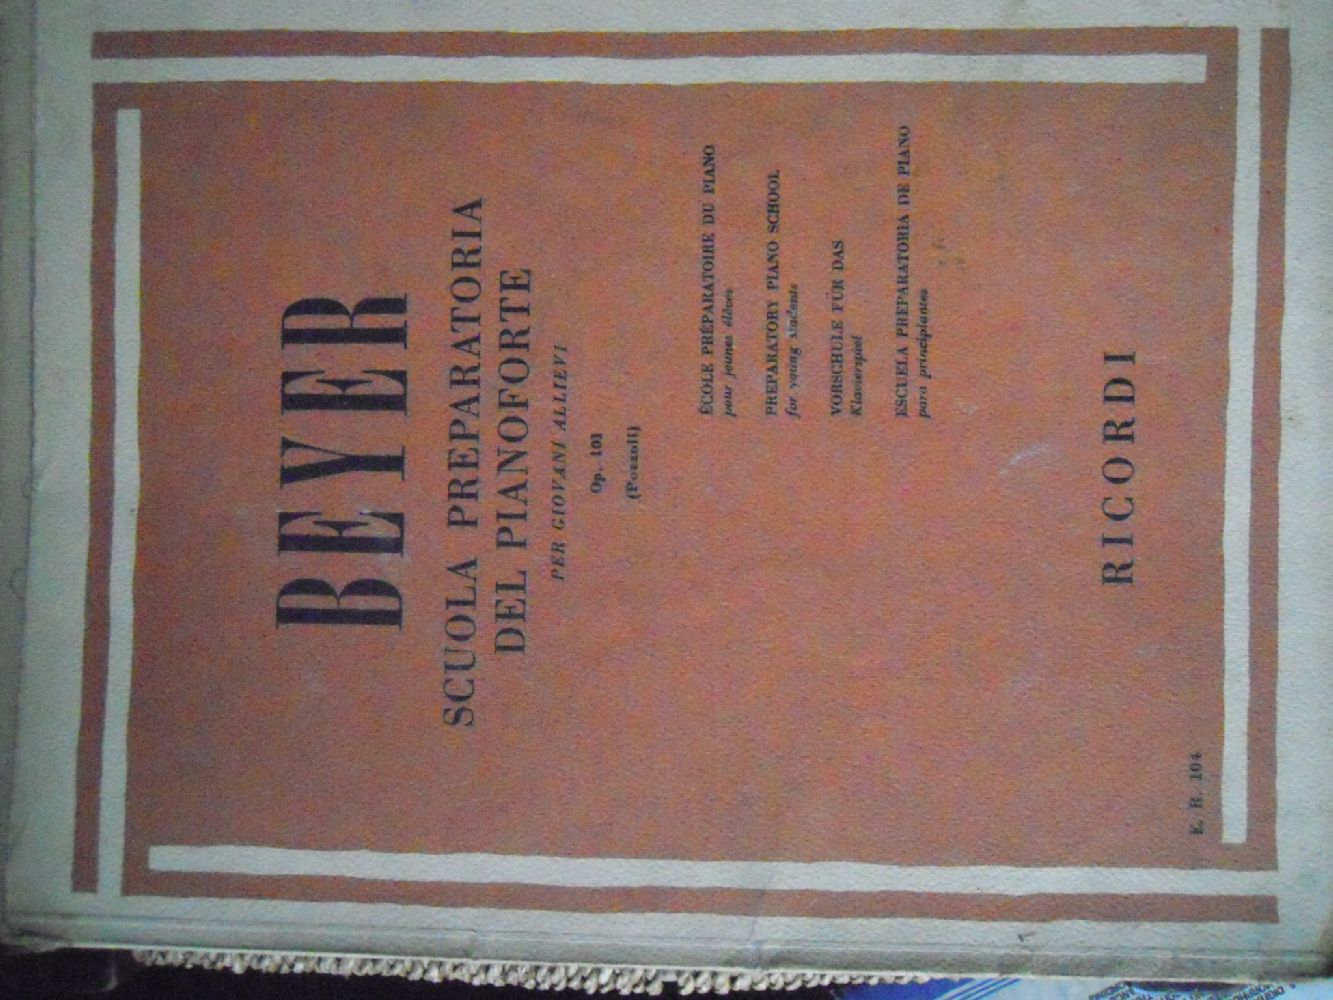 BEYER
SCUOLA PREPARATORIA
DEL PIANOFORTE
PER GIOVANI ALLIEVI
Op. 101
(Pozzoli)
ÉCOLE PRÉPARATOIRE DU PIANO
pour jeunes élèves
PREPARATORY PIANO SCHOOL
for young students
VORSCHULE FÜR DAS
Klavierspiel
ESCUELA PREPARATORIA DE PIANO
para principiantes
RICORDI
E. R. 104